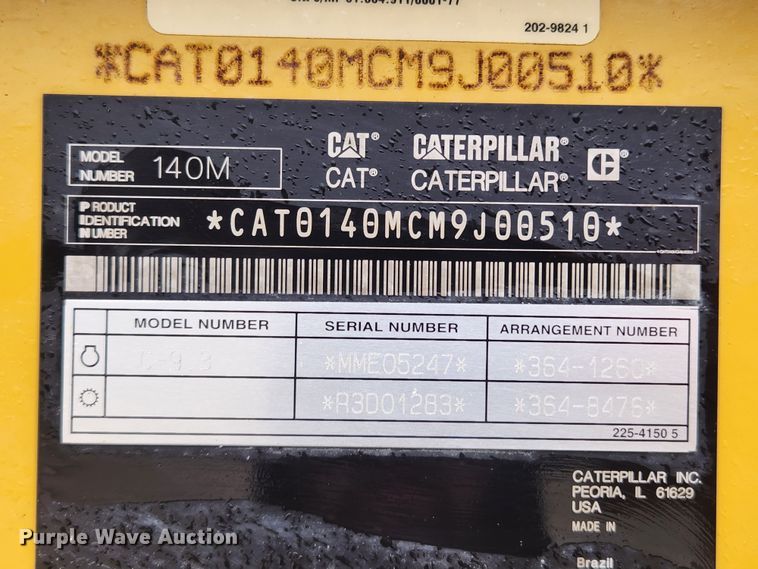 202-9824 1
*CAT0140MCM9J00510*
CAT® CATERPILLAR®
CAT® CATERPILLAR®
MODEL NUMBER 140M
PRODUCT IDENTIFICATION NUMBER *CAT0140MCM9J00510*
MODEL NUMBER SERIAL NUMBER ARRANGEMENT NUMBER
*MME05247* *364-1260*
*R3D01283* *364-8476*
225-4150 5
CATERPILLAR INC.
PEORIA, IL 61629
USA
MADE IN
Brazil
Purple Wave Auction